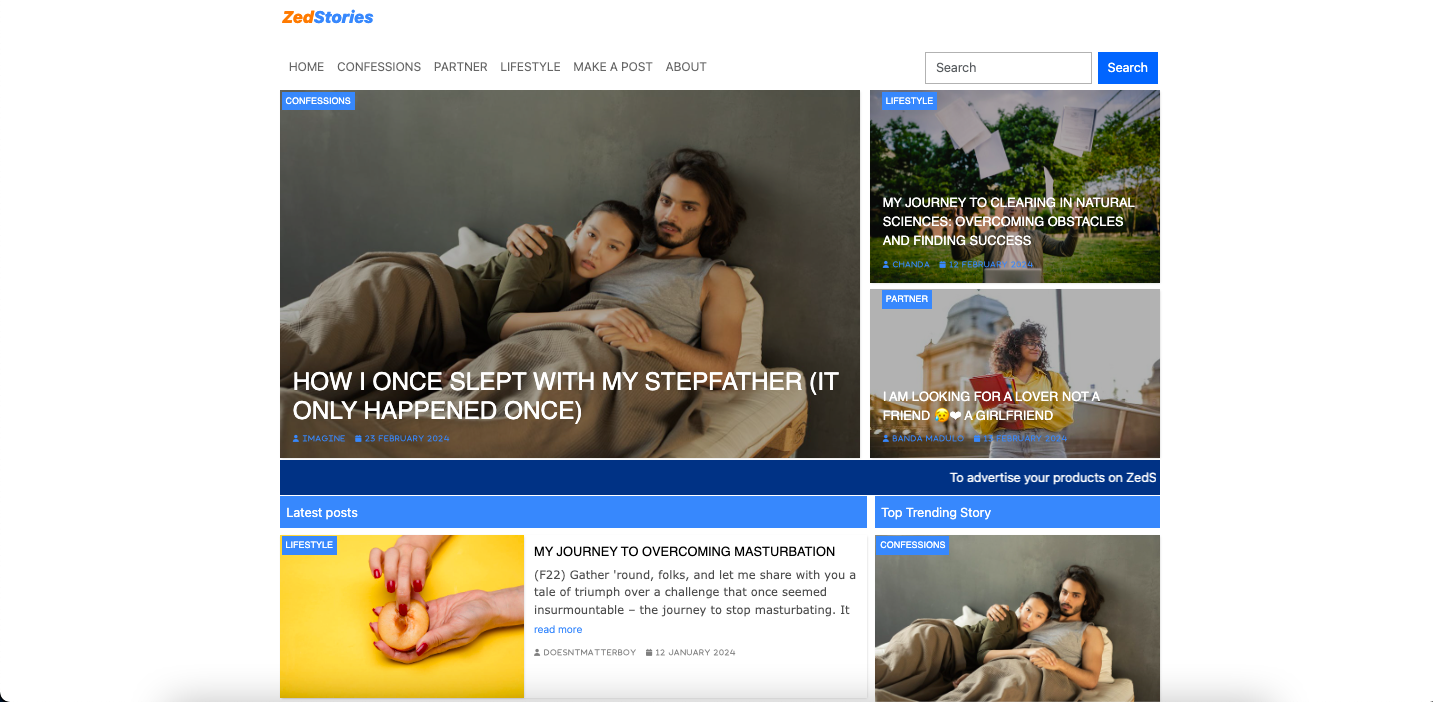 ZedStories
HOME CONFESSIONS PARTNER LIFESTYLE MAKE A POST ABOUT
Search
Search
CONFESSIONS
HOW I ONCE SLEPT WITH MY STEPFATHER (IT
ONLY HAPPENED ONCE)
IMAGINE 23 FEBRUARY 2024
LIFESTYLE
MY JOURNEY TO CLEARING IN NATURAL
SCIENCES: OVERCOMING OBSTACLES
AND FINDING SUCCESS
CHANDA 12 FEBRUARY 2024
PARTNER
I AM LOOKING FOR A LOVER NOT A
FRIEND 😥❤ A GIRLFRIEND
BANDA MADULO FEBRUARY 2024
To advertise your products on ZedS
Latest posts
LIFESTYLE
MY JOURNEY TO OVERCOMING MASTURBATION
(F22) Gather 'round, folks, and let me share with you a
tale of triumph over a challenge that once seemed
insurmountable – the journey to stop masturbating. It
read more
DOESNTMATTERBOY 12 JANUARY 2024
Top Trending Story
CONFESSIONS